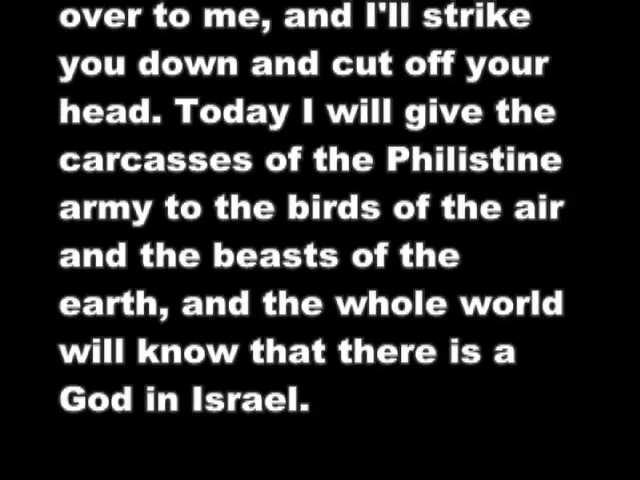 over to me, and I'll strike
you down and cut off your
head. Today I will give the
carcasses of the Philistine
army to the birds of the air
and the beasts of the
earth, and the whole world
will know that there is a
God in Israel.